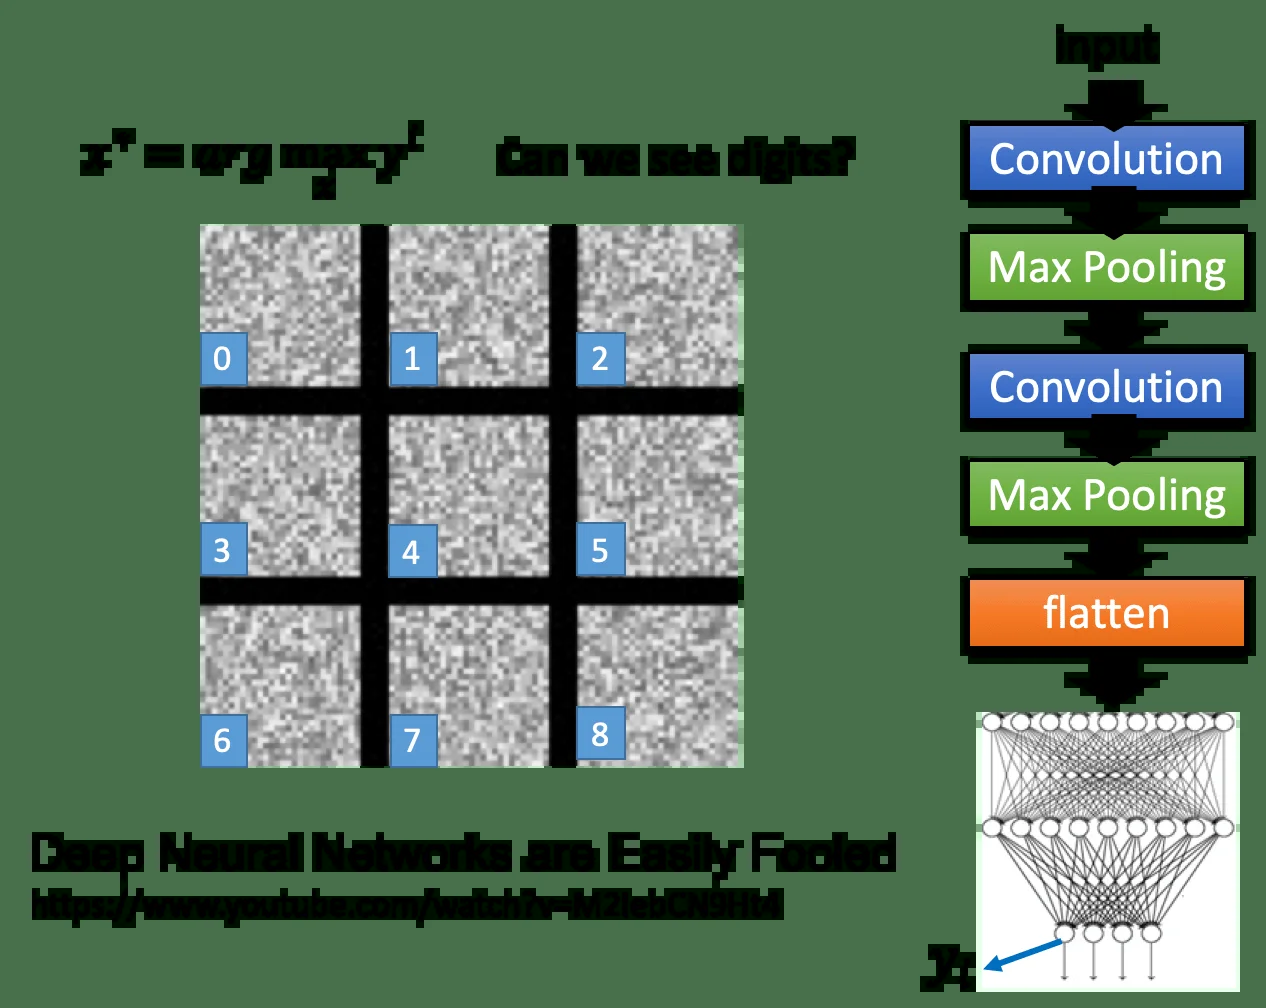 Input
x* = arg max y^i
x
Can we see digits?
Convolution
Max Pooling
Convolution
Max Pooling
flatten
0
1
2
3
4
5
6
7
8
Deep Neural Networks are Easily Fooled
https://www.youtube.com/watch?v=M2IebCN9Ht4
y_i